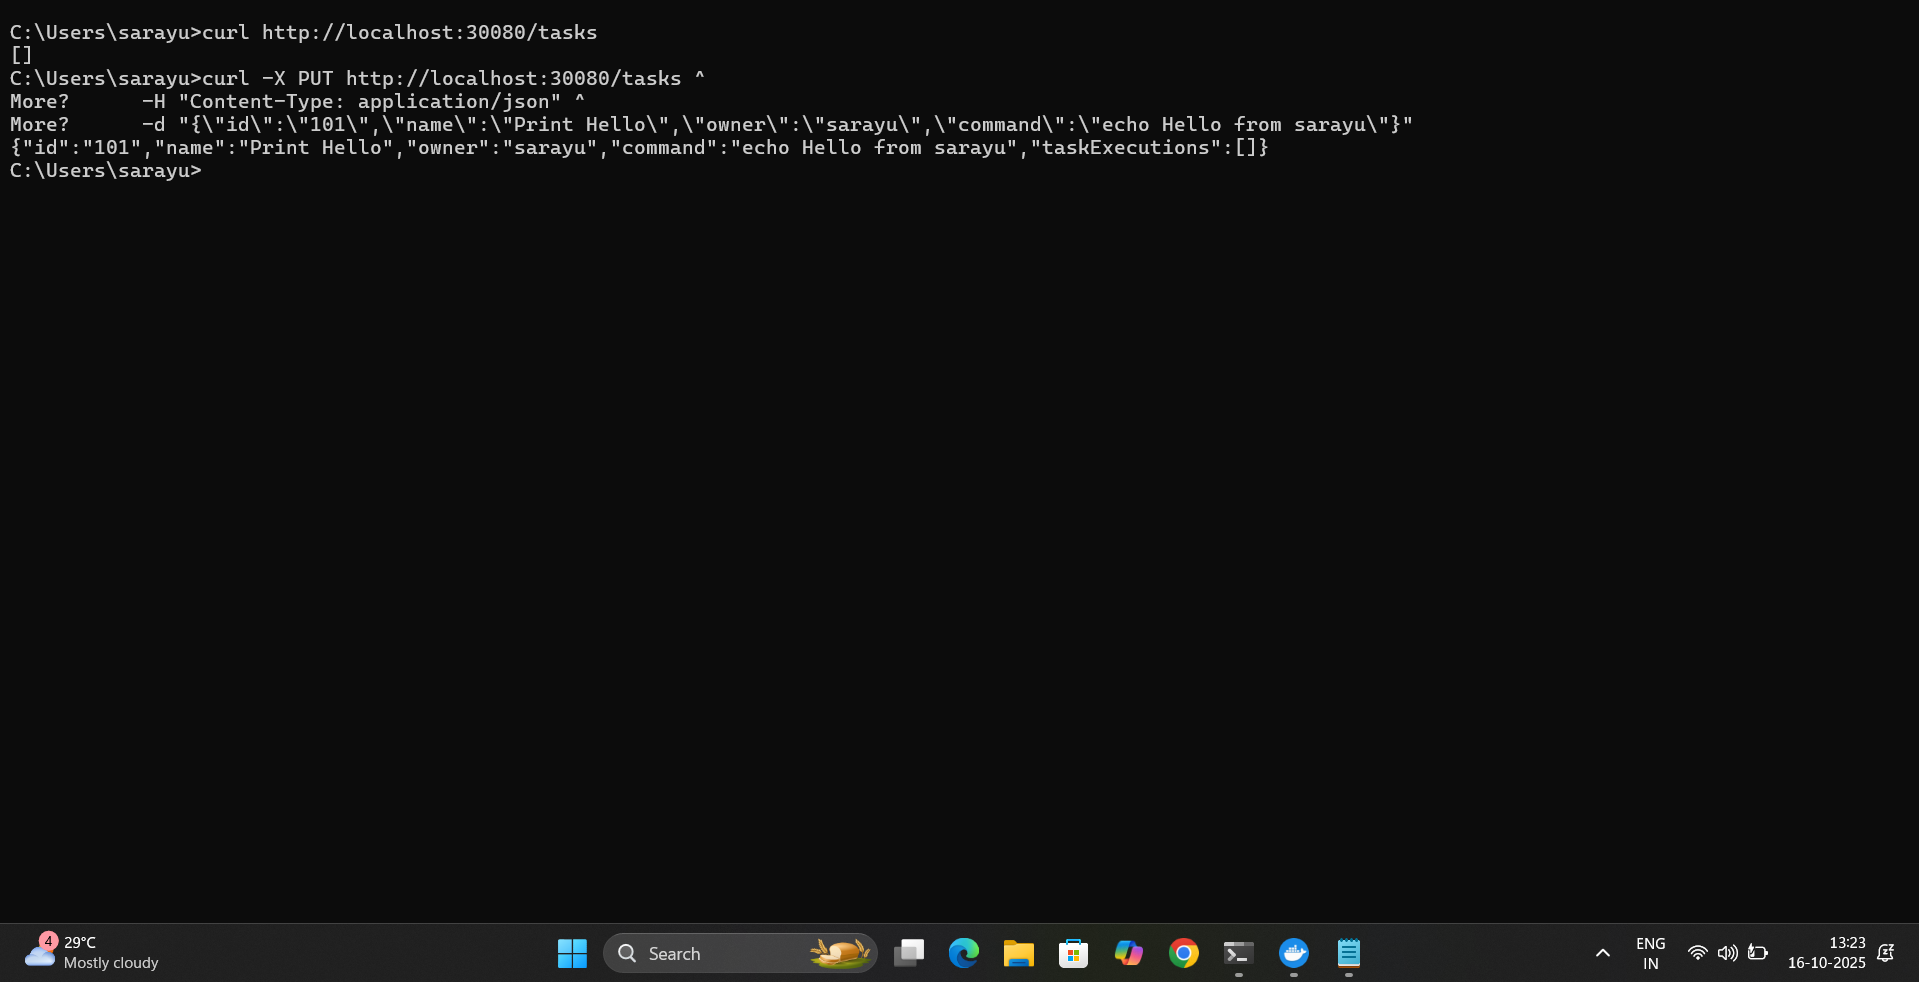 C:\Users\sarayu>curl http://localhost:30080/tasks
[]
C:\Users\sarayu>curl -X PUT http://localhost:30080/tasks ^
More?      -H "Content-Type: application/json" ^
More?      -d "{\"id\":\"101\",\"name\":\"Print Hello\",\"owner\":\"sarayu\",\"command\":\"echo Hello from sarayu\"}"
{"id":"101","name":"Print Hello","owner":"sarayu","command":"echo Hello from sarayu","taskExecutions":[]}
C:\Users\sarayu>
4
29°C
Mostly cloudy
Search
ENG
IN
13:23
16-10-2025